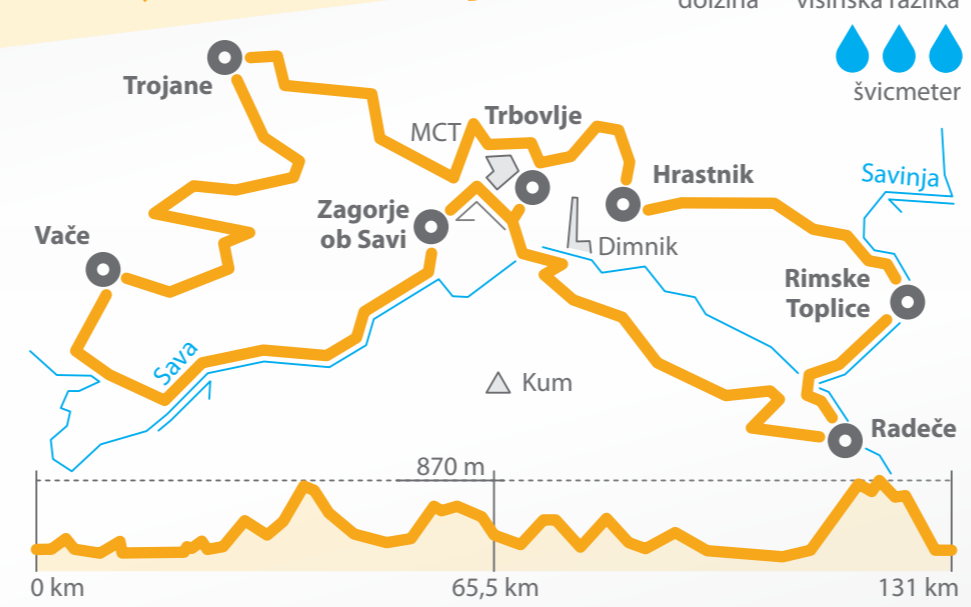 dolžina višinska razlika
švicmeter
Trojane
MCT
Trbovlje
Hrastnik
Savinja
Zagorje
ob Savi
Vače
Dimnik
Rimske
Toplice
Sava
Kum
Radeče
870 m
0 km
65,5 km
131 km